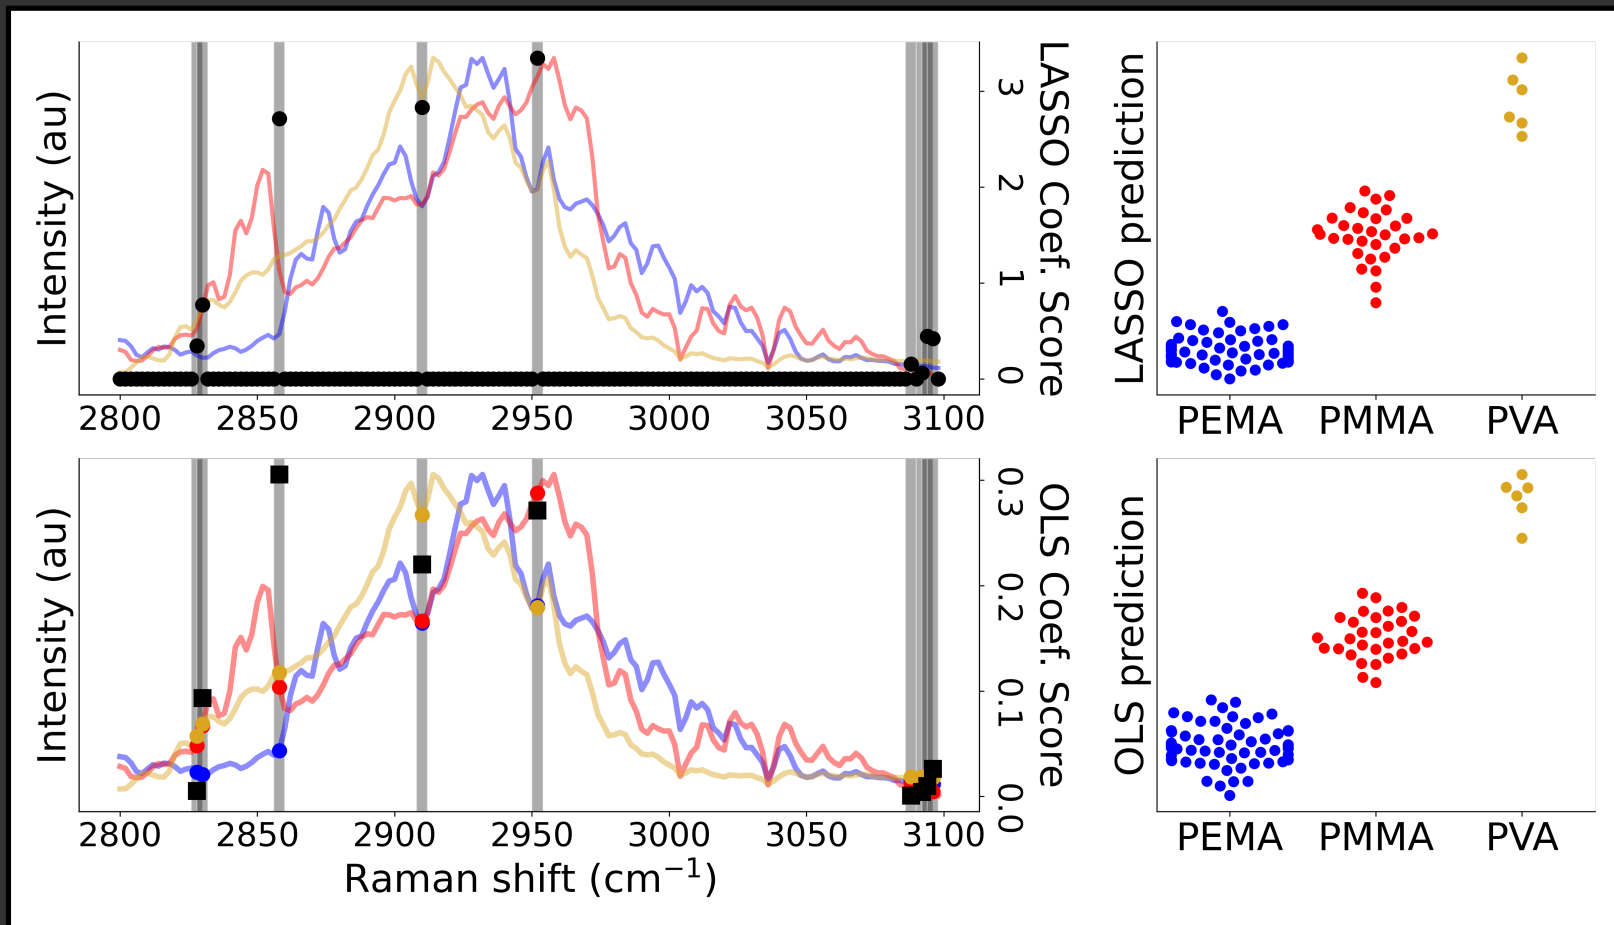 Intensity (au)
2800 2850 2900 2950 3000 3050 3100
0 1 2 3
LASSO Coef. Score
LASSO prediction
PEMA PMMA PVA
Intensity (au)
2800 2850 2900 2950 3000 3050 3100
Raman shift (cm⁻¹)
0.0 0.1 0.2 0.3
OLS Coef. Score
OLS prediction
PEMA PMMA PVA